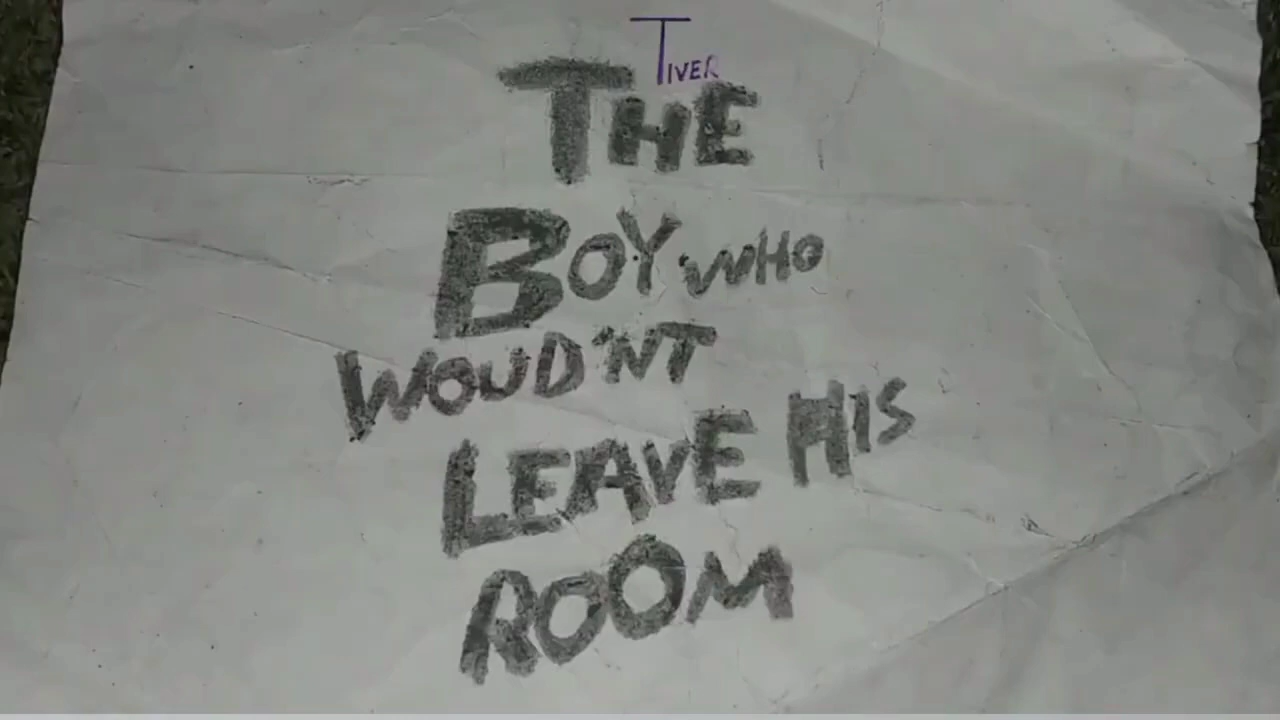 TIVER
THE
BOY WHO
WOUD'NT
LEAVE HIS
ROOM